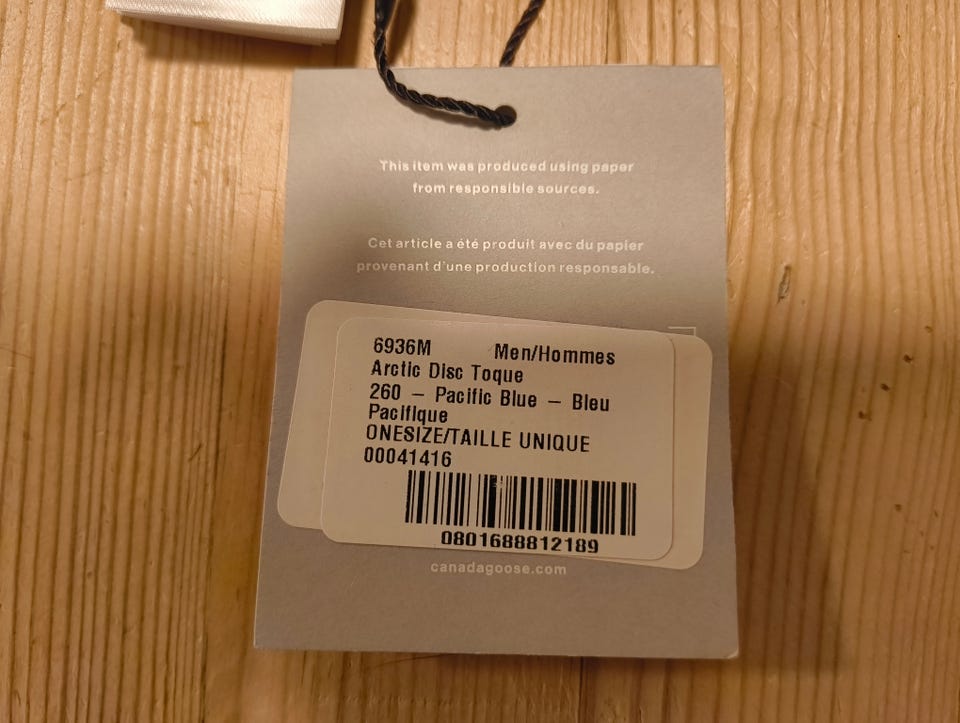 This item was produced using paper
from responsible sources.
Cet article a été produit avec du papier
provenant d'une production responsable.
6936M Men/Hommes
Arctic Disc Toque
260 – Pacific Blue – Bleu
Pacifique
ONESIZE/TAILLE UNIQUE
00041416
0801688812189
canadagoose.com